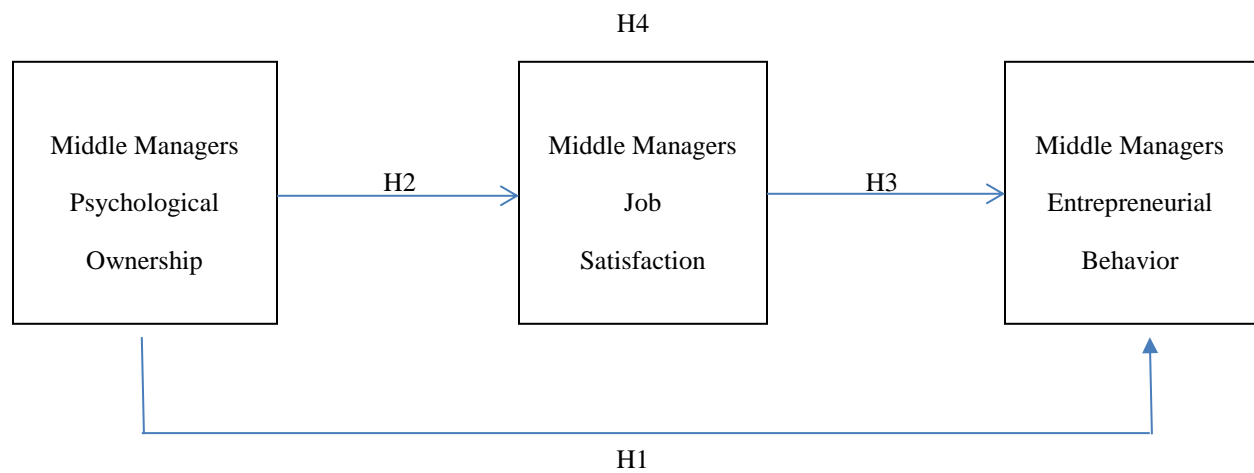 H4
Middle Managers
Psychological
Ownership
H2
Middle Managers
Job
Satisfaction
H3
Middle Managers
Entrepreneurial
Behavior
H1